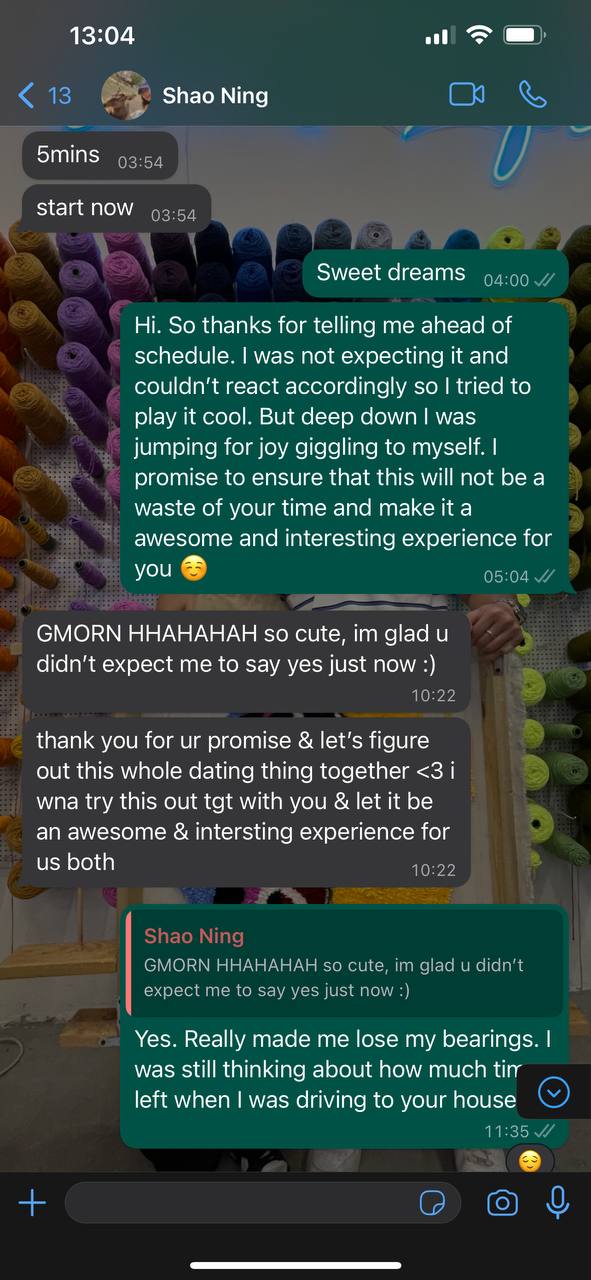 13:04
13
Shao Ning
5mins 03:54
start now 03:54
Sweet dreams 04:00
Hi. So thanks for telling me ahead of
schedule. I was not expecting it and
couldn't react accordingly so I tried to
play it cool. But deep down I was
jumping for joy giggling to myself. I
promise to ensure that this will not be a
waste of your time and make it a
awesome and interesting experience for
you ☺️ 05:04
GMORN HHAHAHAH so cute, im glad u
didn't expect me to say yes just now :)
10:22
thank you for ur promise & let's figure
out this whole dating thing together <3 i
wna try this out tgt with you & let it be
an awesome & intersting experience for
us both 10:22
Shao Ning
GMORN HHAHAHAH so cute, im glad u didn't
expect me to say yes just now :)
Yes. Really made me lose my bearings. I
was still thinking about how much
left when I was driving to your house
11:35
😌